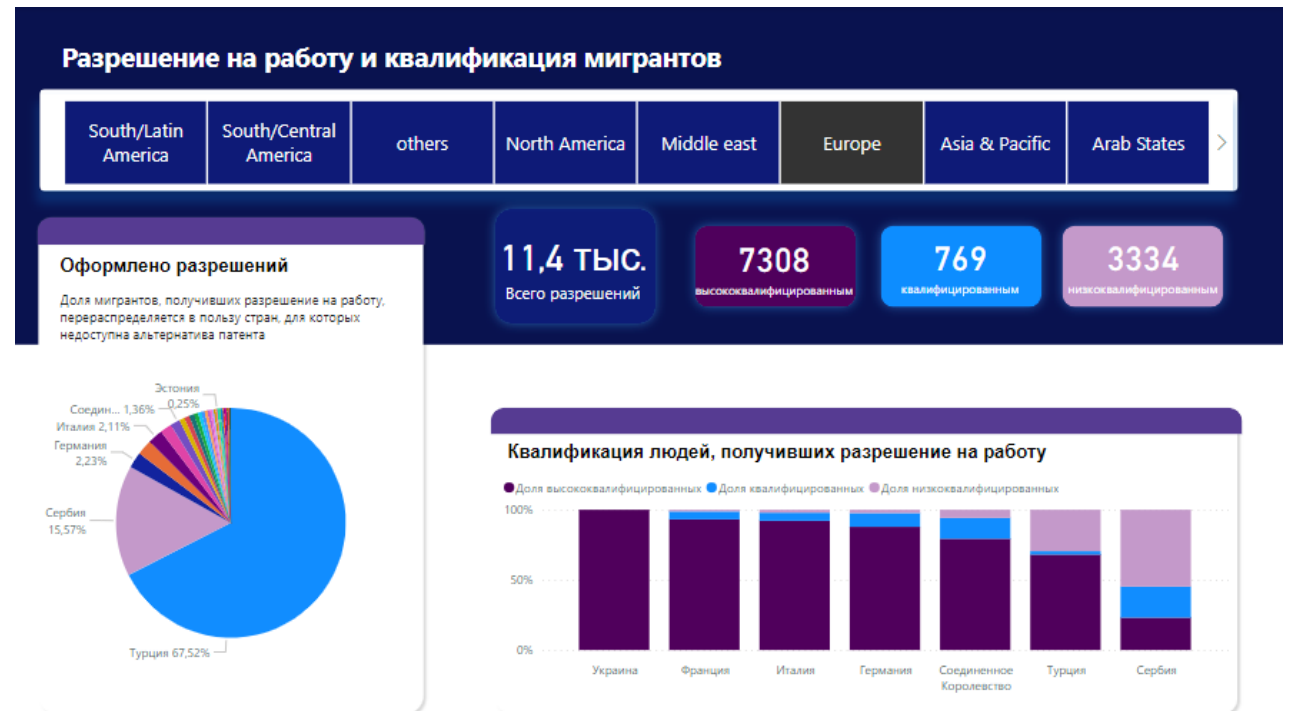 Разрешение на работу и квалификация мигрантов
South/Latin
America
South/Central
America
others
North America
Middle east
Europe
Asia & Pacific
Arab States
Оформлено разрешений
Доля мигрантов, получивших разрешение на работу,
перераспределяется в пользу стран, для которых
недоступна альтернатива патента
11,4 тыс.
Всего разрешений
7308
высококвалифицированным
769
квалифицированным
3334
низкоквалифицированным
Эстония
0,25%
Соедин... 1,36%
Италия 2,11%
Германия
2,23%
Сербия
15,57%
Турция 67,52%
Квалификация людей, получивших разрешение на работу
Доля высококвалифицированных Доля квалифицированных Доля низкоквалифицированных
100%
50%
0%
Украина
Франция
Италия
Германия
Соединенное
Королевство
Турция
Сербия